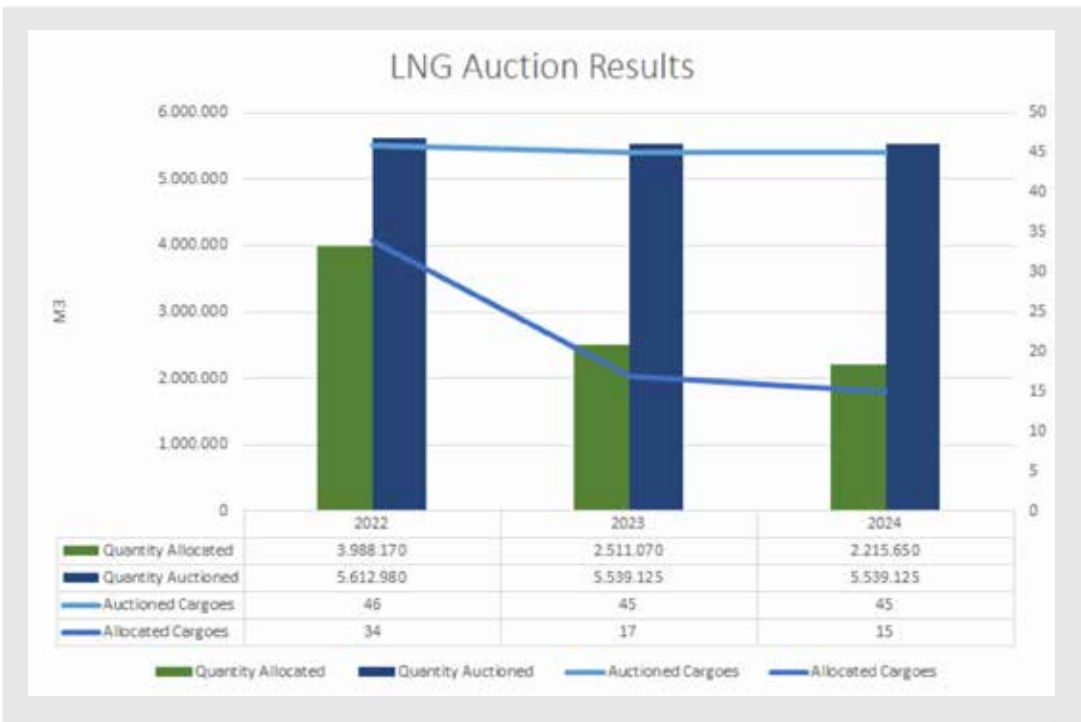 LNG Auction Results
6.000.000
5.000.000
4.000.000
3.000.000
2.000.000
1.000.000
0
M3
50
45
40
35
30
25
20
15
10
5
0
2022 2023 2024
Quantity Allocated 3.988.170 2.511.070 2.215.650
Quantity Auctioned 5.612.980 5.539.125 5.539.125
Auctioned Cargoes 46 45 45
Allocated Cargoes 34 17 15
Quantity Allocated Quantity Auctioned Auctioned Cargoes Allocated Cargoes